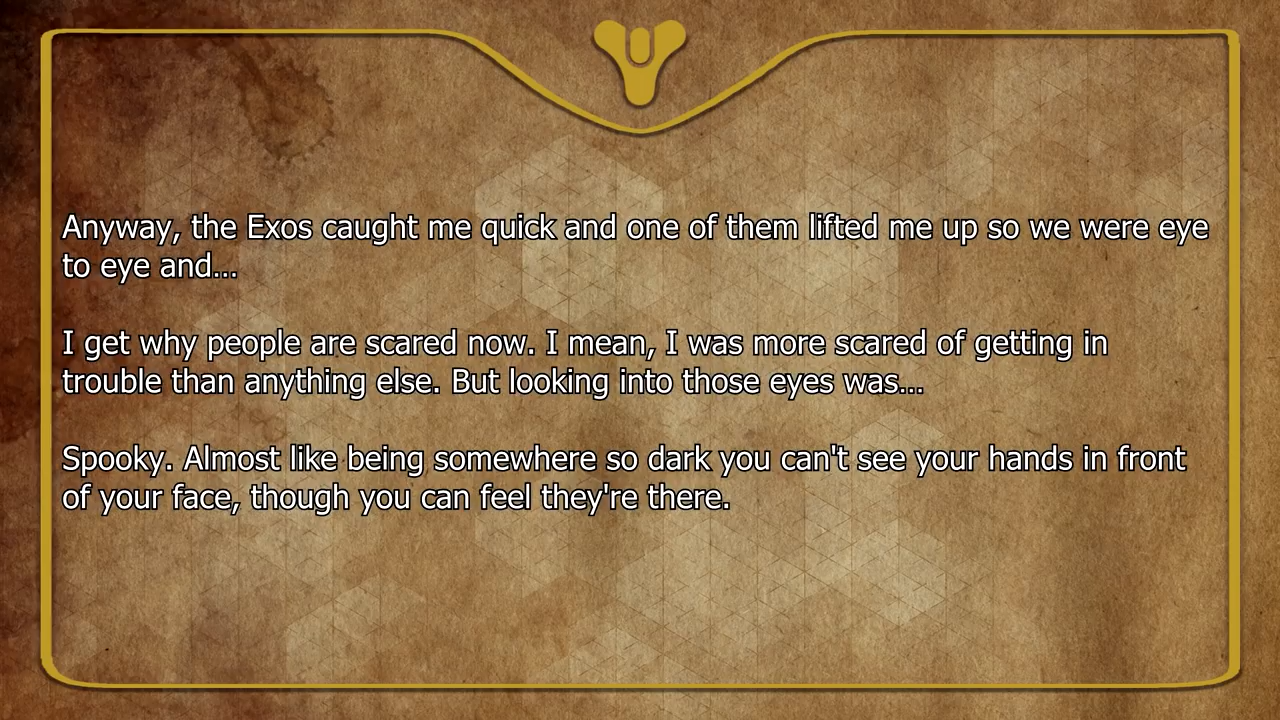 Anyway, the Exos caught me quick and one of them lifted me up so we were eye
to eye and...
I get why people are scared now. I mean, I was more scared of getting in
trouble than anything else. But looking into those eyes was...
Spooky. Almost like being somewhere so dark you can't see your hands in front
of your face, though you can feel they're there.